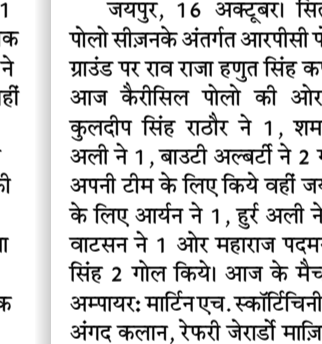 1
जयपुर, 16 अक्टूबर।
क
पोलो सीज़नके अंतर्गत आरपीसी
ने
ग्राउंड पर राव राजा हणुत सिंह
हीं
आज कैरीसिल पोलो की ओर
कुलदीप सिंह राठौर ने 1,
अली ने 1, बाउटी अल्बर्टी ने 2
अपनी टीम के लिए किये वहीं
के लिए आर्यन ने 1, हुर्र अली ने
वाटसन ने 1 ओर महाराज
सिंह 2 गोल किये। आज के मैच
क
अम्पायर: मार्टिन एच. स्कॉर्टिचिनी
अंगद कलान, रेफरी जेरार्डो